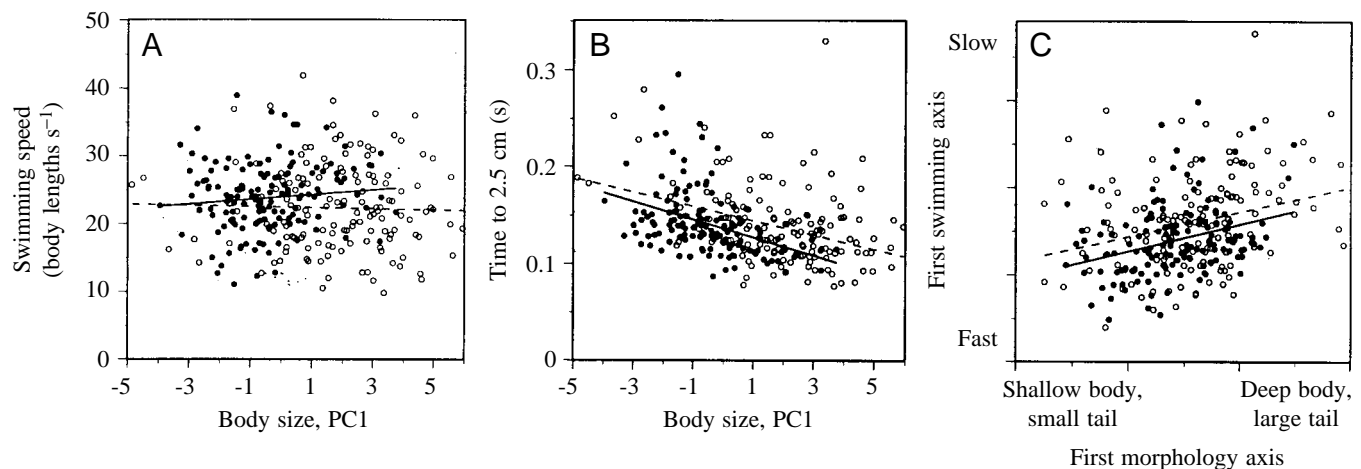 A
Swimming speed
(body lengths s⁻¹)
50
40
30
20
10
0
-5
-3
-1
1
3
5
Body size, PC1
B
Time to 2.5 cm (s)
0.3
0.2
0.1
0
-5
-3
-1
1
3
5
Body size, PC1
C
First swimming axis
Slow
Fast
Shallow body,
small tail
Deep body,
large tail
First morphology axis